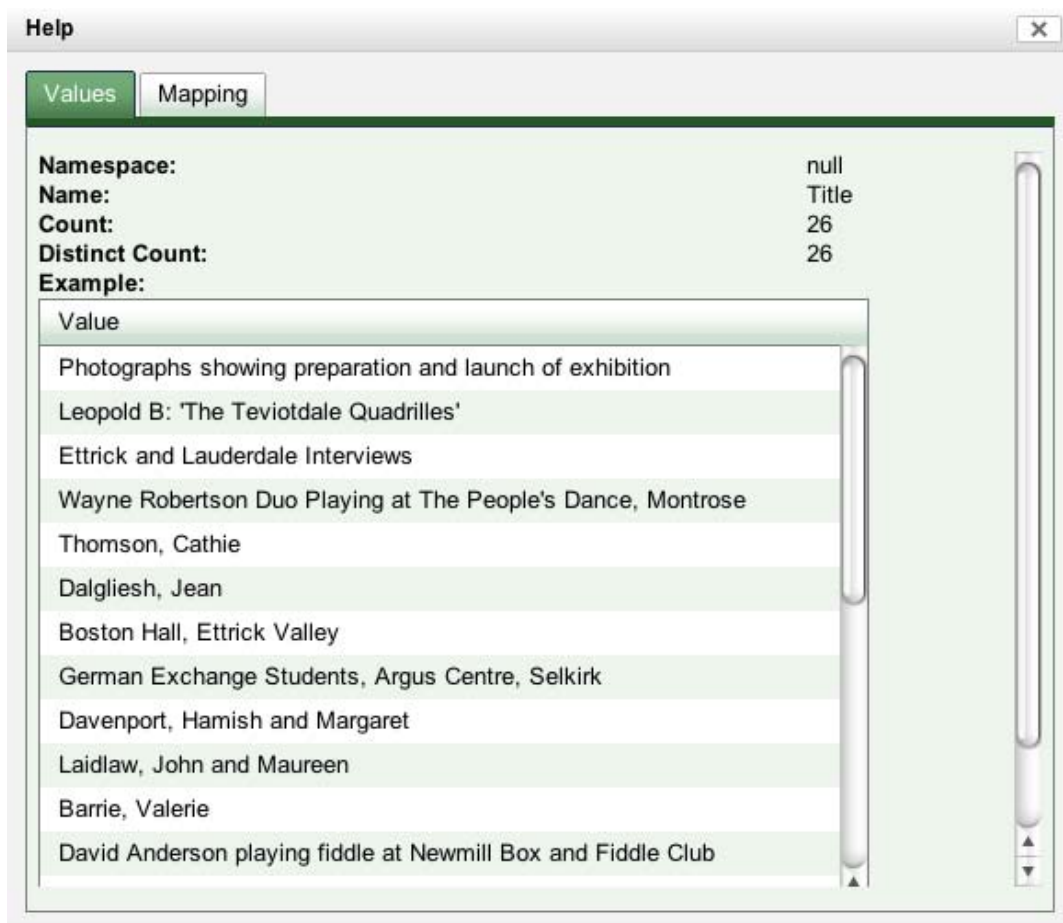 Help
Values Mapping
Namespace: null
Name: Title
Count: 26
Distinct Count: 26
Example:
Value
Photographs showing preparation and launch of exhibition
Leopold B: 'The Teviotdale Quadrilles'
Ettrick and Lauderdale Interviews
Wayne Robertson Duo Playing at The People's Dance, Montrose
Thomson, Cathie
Dalgliesh, Jean
Boston Hall, Ettrick Valley
German Exchange Students, Argus Centre, Selkirk
Davenport, Hamish and Margaret
Laidlaw, John and Maureen
Barrie, Valerie
David Anderson playing fiddle at Newmill Box and Fiddle Club